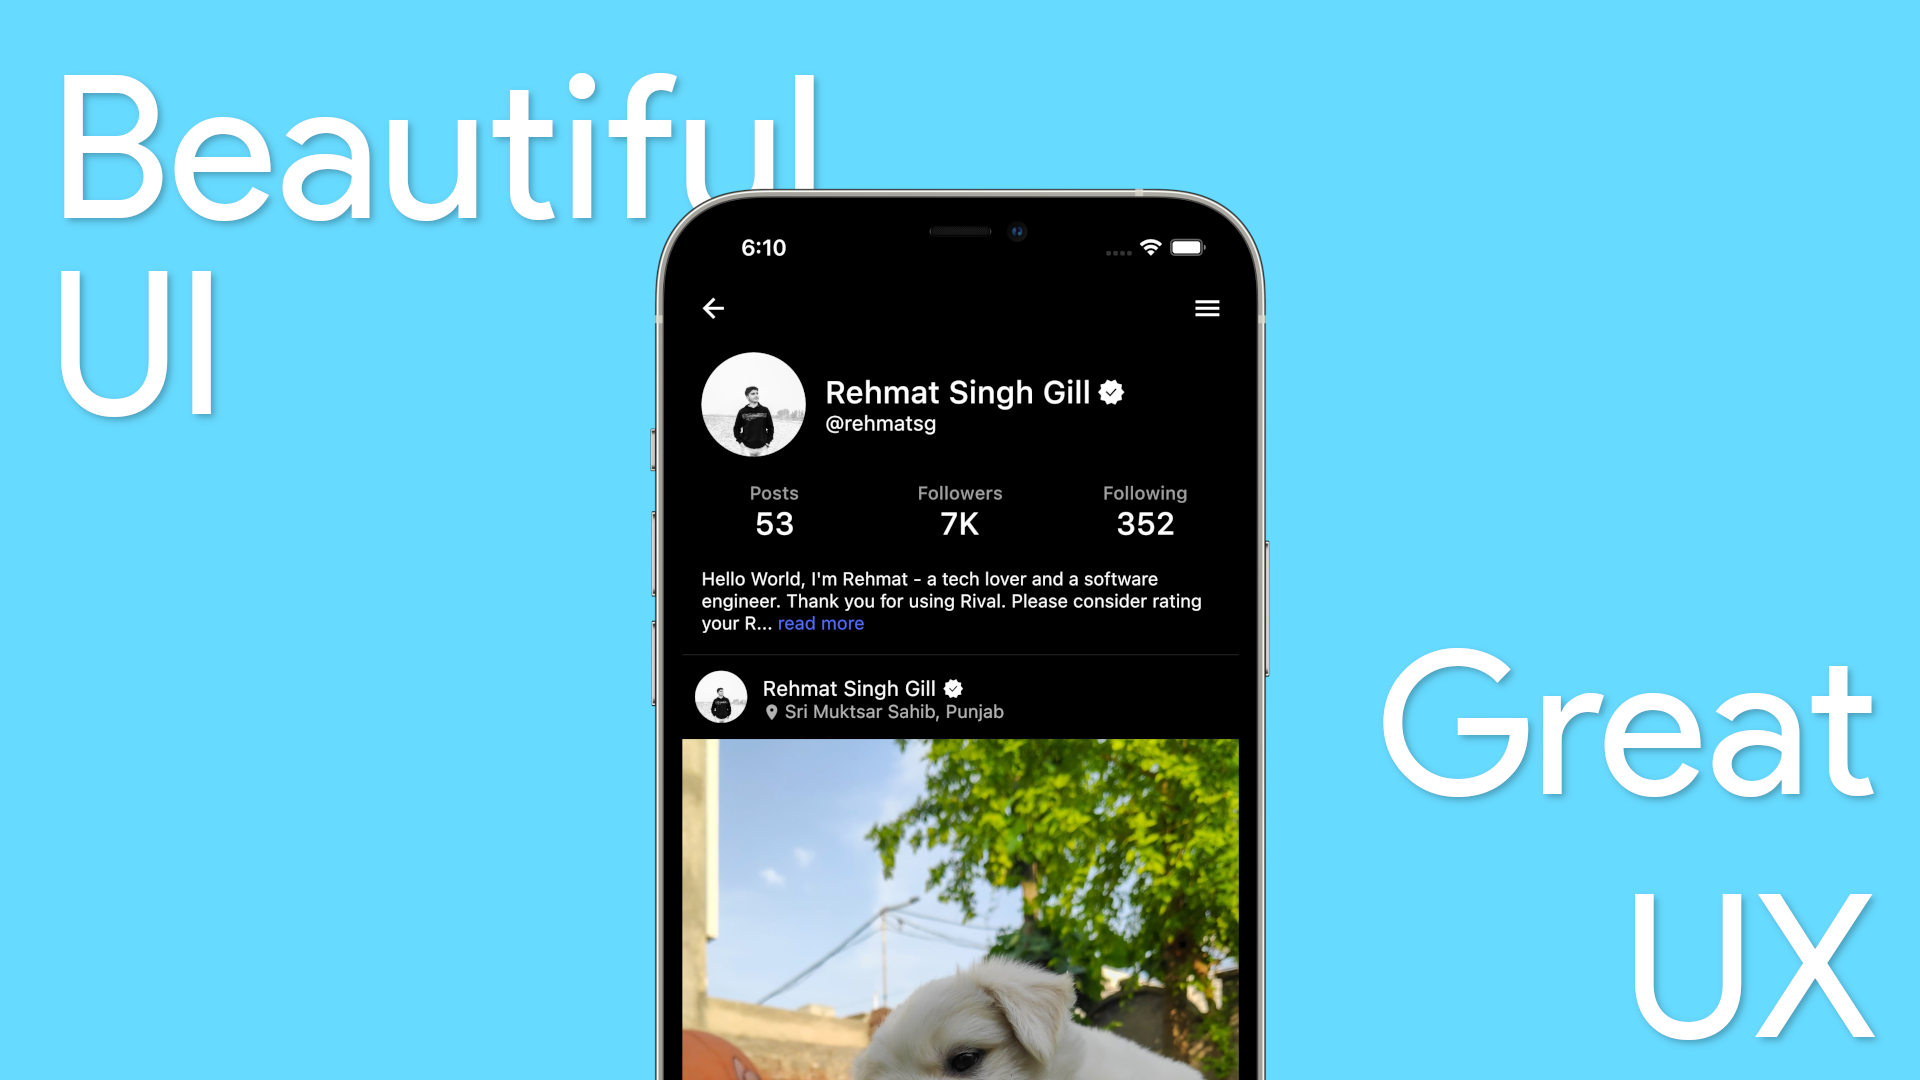 Beautiful
UI
6:10
Rehmat Singh Gill
@rehmatsg
Posts
53
Followers
7K
Following
352
Hello World, I'm Rehmat - a tech lover and a software
engineer. Thank you for using Rival. Please consider rating
your R... read more
Rehmat Singh Gill
Sri Muktsar Sahib, Punjab
Great
UX